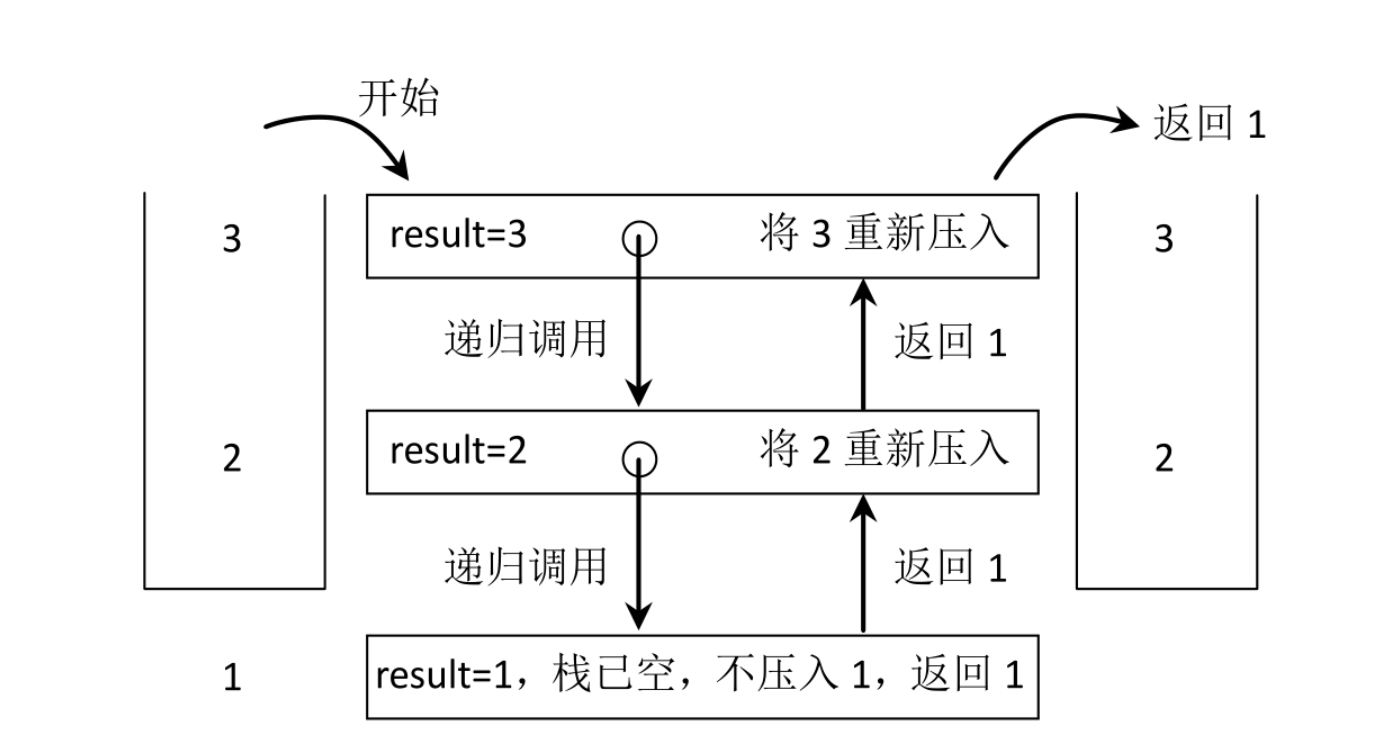 开始
返回 1
3
result=3
将 3 重新压入
3
递归调用
返回 1
2
result=2
将 2 重新压入
2
递归调用
返回 1
1
result=1，栈已空，不压入 1，返回 1